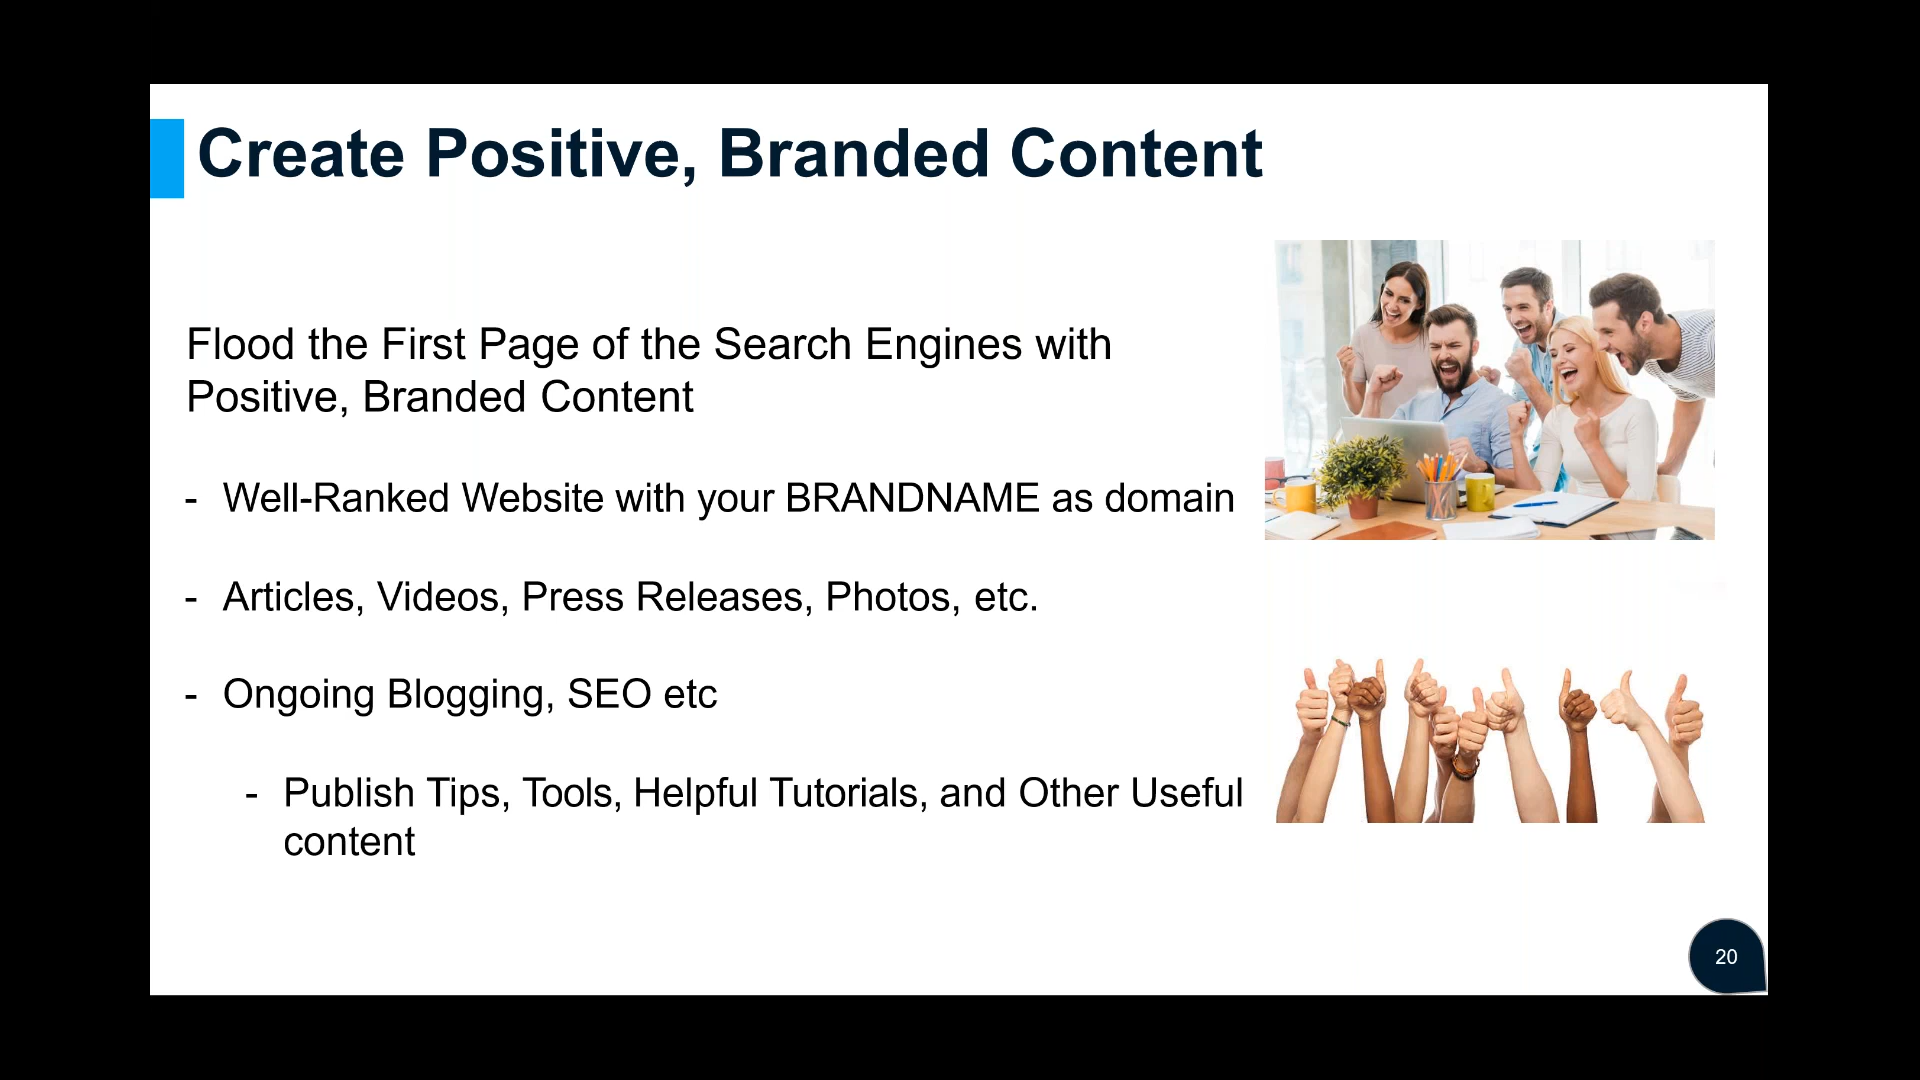 Create Positive, Branded Content
Flood the First Page of the Search Engines with
Positive, Branded Content
- Well-Ranked Website with your BRANDNAME as domain
- Articles, Videos, Press Releases, Photos, etc.
- Ongoing Blogging, SEO etc
- Publish Tips, Tools, Helpful Tutorials, and Other Useful
content
20